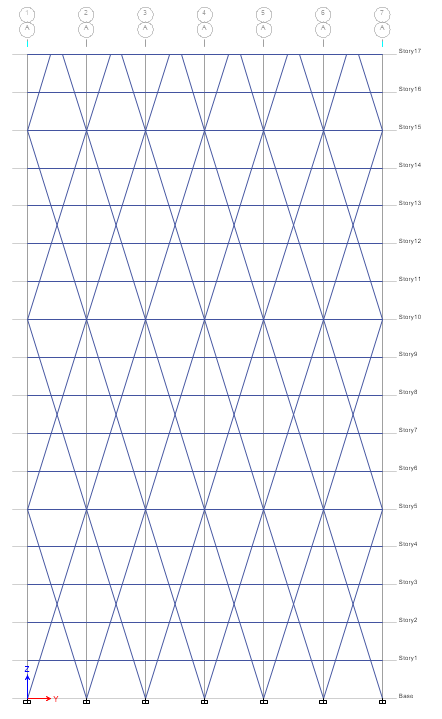 1 2 3 4 5 6 7
A A A A A A A
Story17
Story16
Story15
Story14
Story13
Story12
Story11
Story10
Story9
Story8
Story7
Story6
Story5
Story4
Story3
Story2
Story1
Z
Y
Base